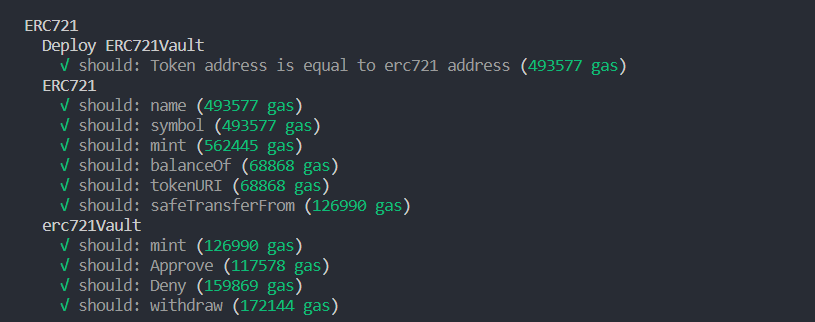 ERC721
Deploy ERC721Vault
√ should: Token address is equal to erc721 address (493577 gas)
ERC721
√ should: name (493577 gas)
√ should: symbol (493577 gas)
√ should: mint (562445 gas)
√ should: balanceOf (68868 gas)
√ should: tokenURI (68868 gas)
√ should: safeTransferFrom (126990 gas)
erc721Vault
√ should: mint (126990 gas)
√ should: Approve (117578 gas)
√ should: Deny (159869 gas)
√ should: withdraw (172144 gas)